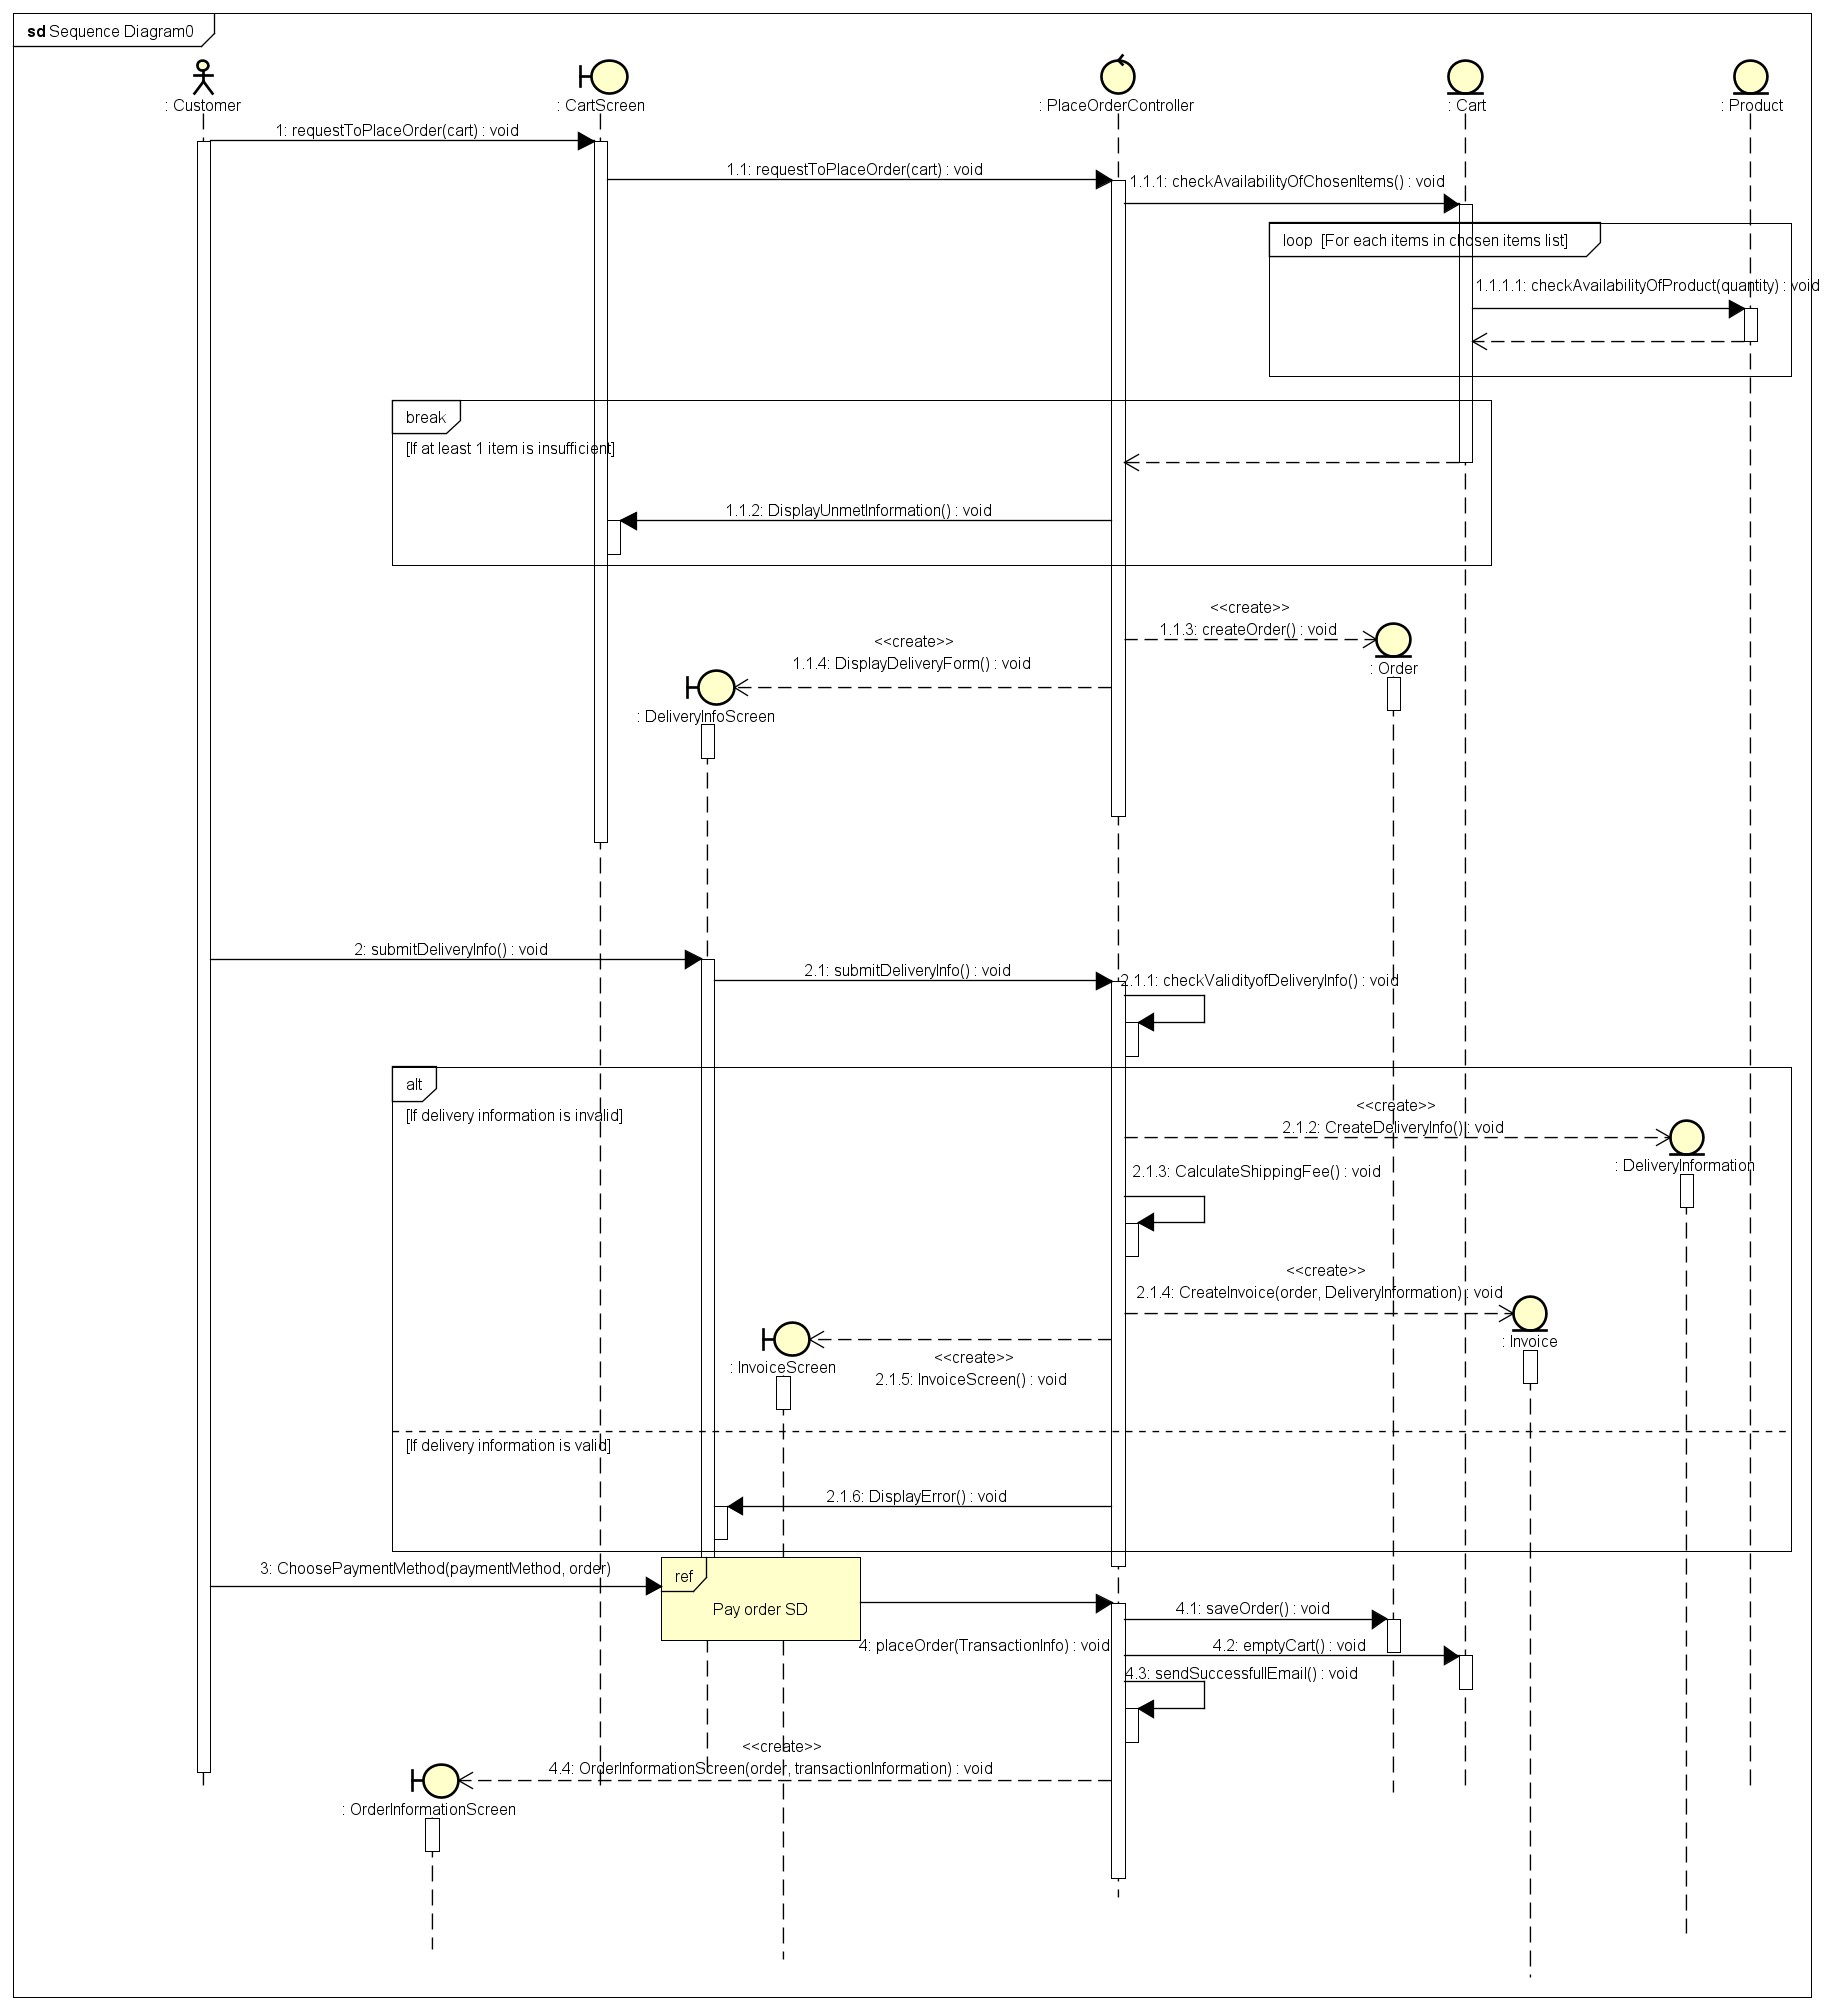 sd Sequence Diagram0
: Customer
: CartScreen
: PlaceOrderController
: Cart
: Product
1: requestToPlaceOrder(cart) : void
1.1: requestToPlaceOrder(cart) : void
1.1.1: checkAvailabilityOfChosenItems() : void
loop [For each items in chosen items list]
1.1.1.1: checkAvailabilityOfProduct(quantity) : void
break
[If at least 1 item is insufficient]
1.1.2: DisplayUnmetInformation() : void
<<create>>
1.1.3: createOrder() : void
: Order
<<create>>
1.1.4: DisplayDeliveryForm() : void
: DeliveryInfoScreen
2: submitDeliveryInfo() : void
2.1: submitDeliveryInfo() : void
2.1.1: checkValidityofDeliveryInfo() : void
alt
[If delivery information is invalid]
<<create>>
2.1.2: CreateDeliveryInfo() : void
: DeliveryInformation
2.1.3: CalculateShippingFee() : void
<<create>>
2.1.4: CreateInvoice(order, DeliveryInformation) : void
: Invoice
: InvoiceScreen
<<create>>
2.1.5: InvoiceScreen() : void
[If delivery information is valid]
2.1.6: DisplayError() : void
3: ChoosePaymentMethod(paymentMethod, order)
ref
Pay order SD
4: placeOrder(TransactionInfo) : void
4.1: saveOrder() : void
4.2: emptyCart() : void
4.3: sendSuccessfullEmail() : void
<<create>>
4.4: OrderInformationScreen(order, transactionInformation) : void
: OrderInformationScreen